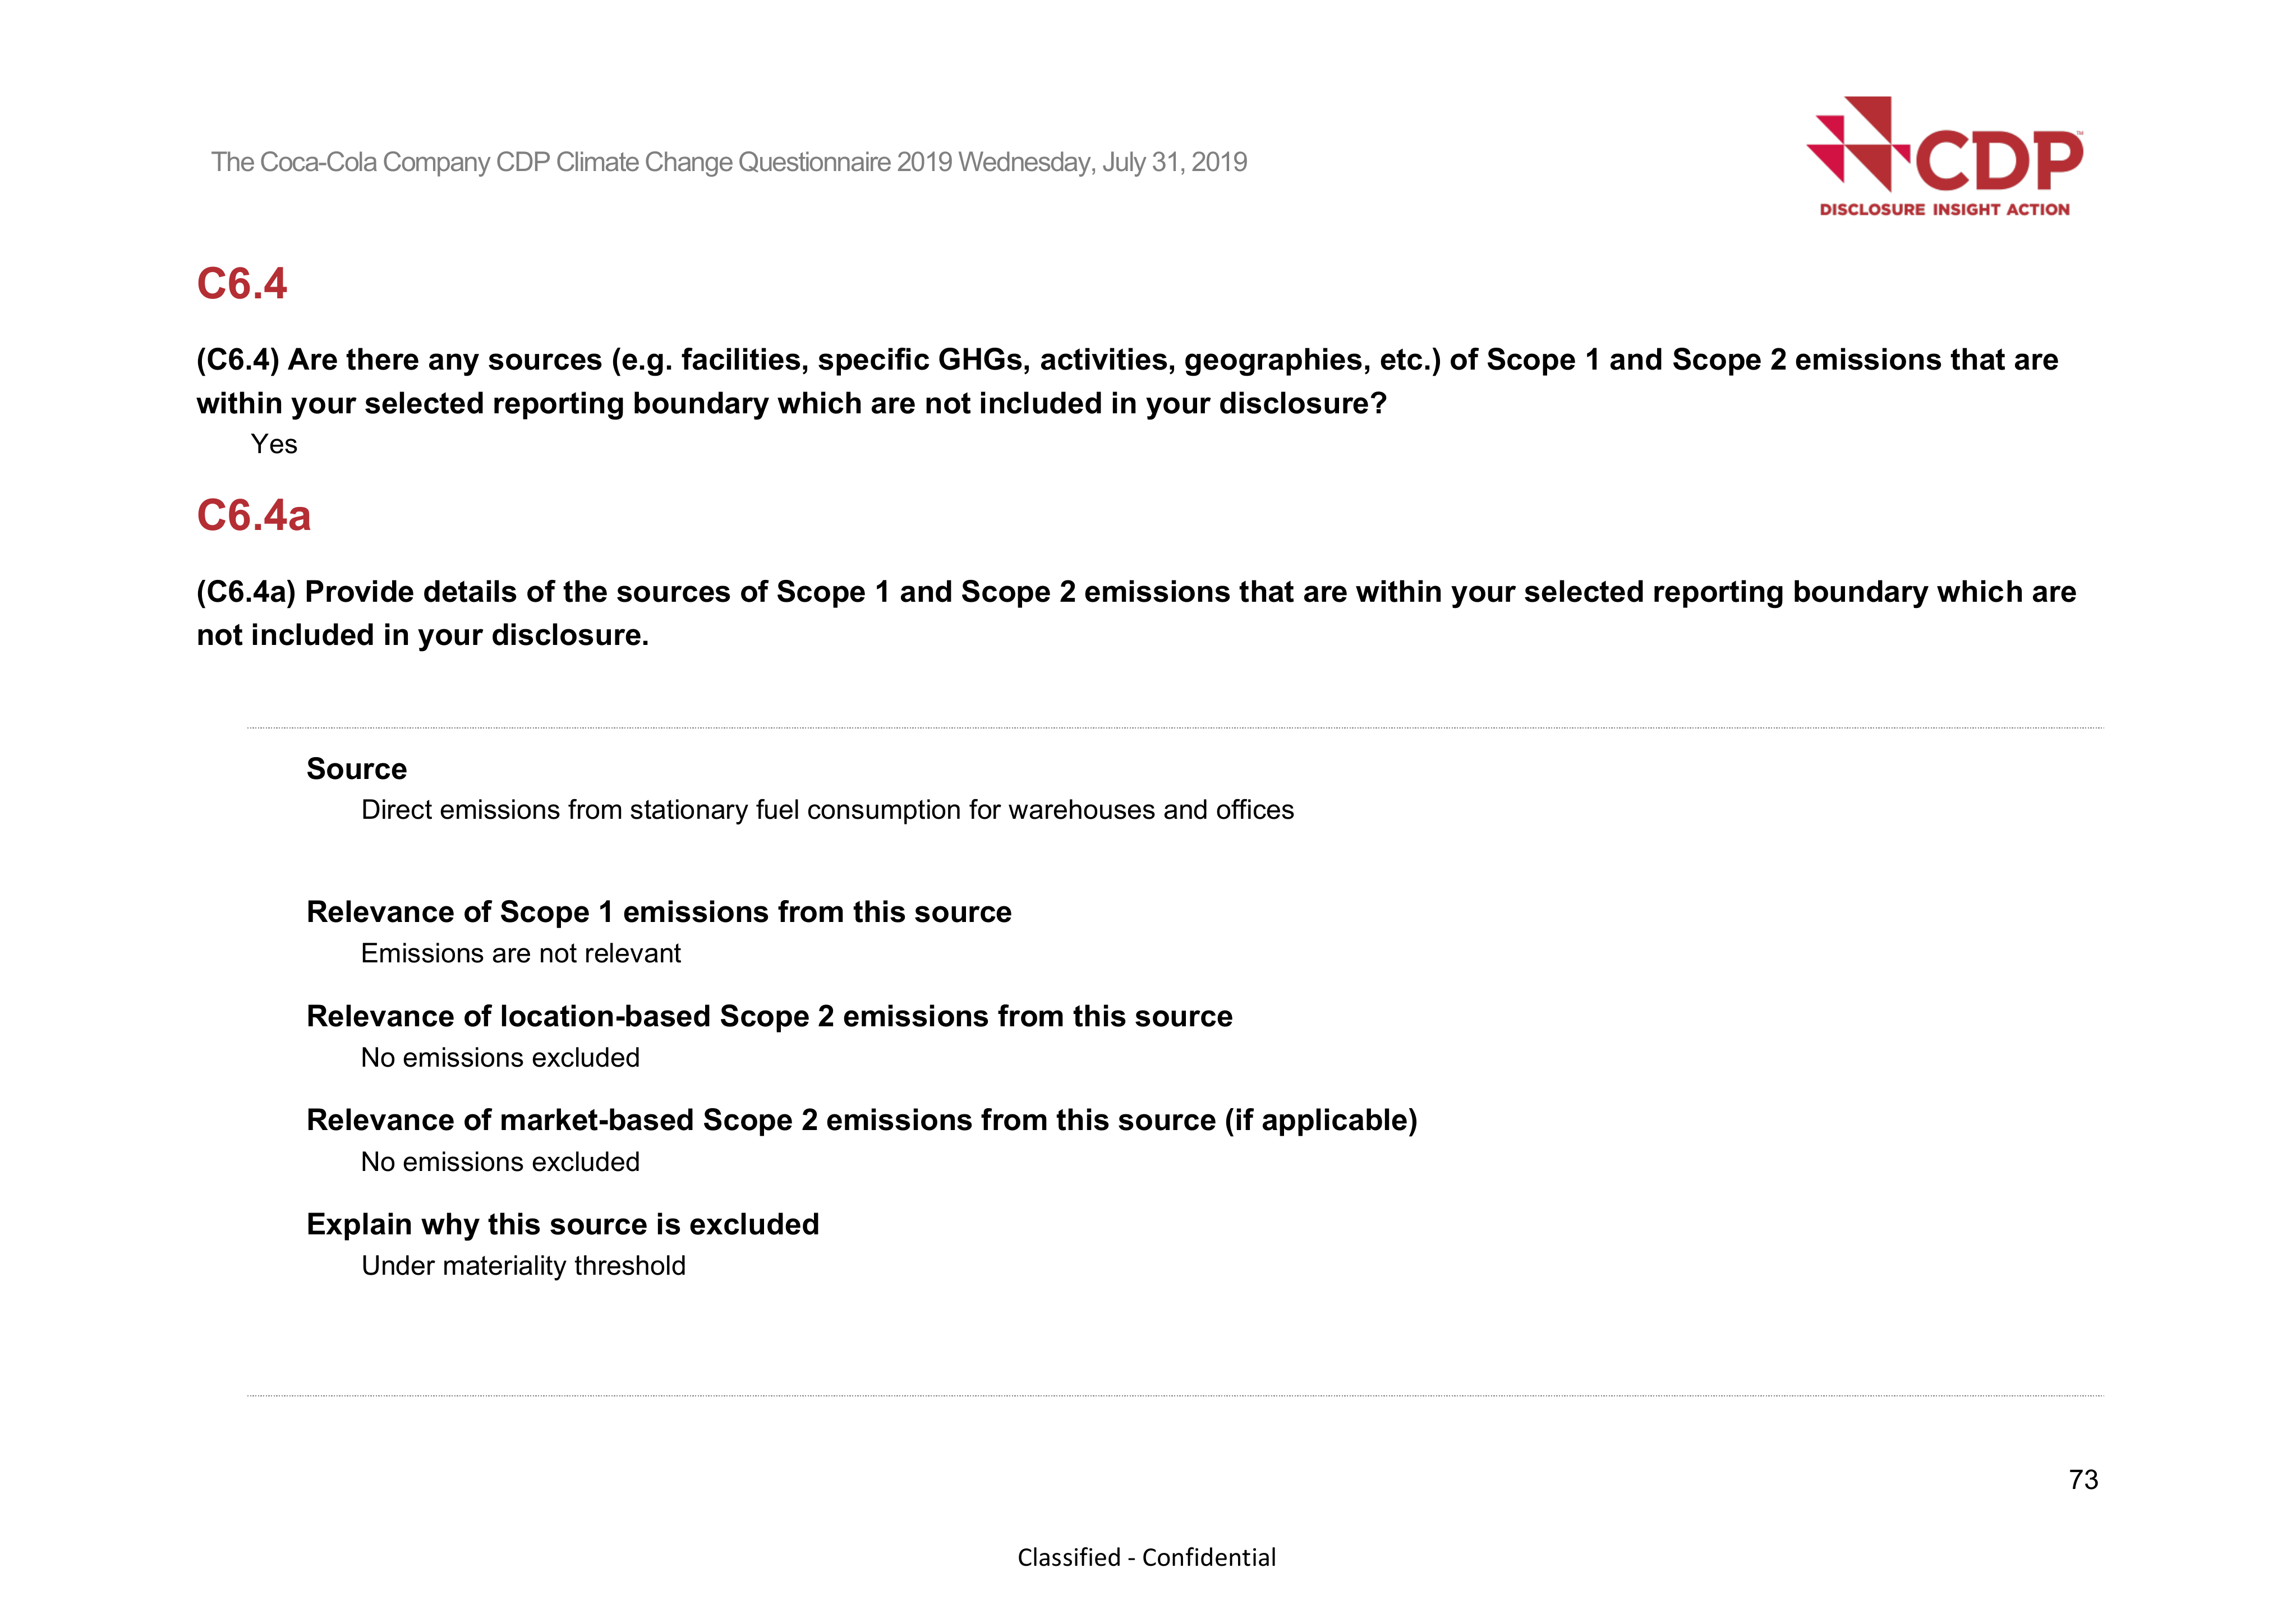 The Coca-Cola Company CDP Climate Change Questionnaire 2019 Wednesday, July 31, 2019
CDP™
DISCLOSURE INSIGHT ACTION
C6.4
(C6.4) Are there any sources (e.g. facilities, specific GHGs, activities, geographies, etc.) of Scope 1 and Scope 2 emissions that are
within your selected reporting boundary which are not included in your disclosure?
Yes
C6.4a
(C6.4a) Provide details of the sources of Scope 1 and Scope 2 emissions that are within your selected reporting boundary which are
not included in your disclosure.
Source
Direct emissions from stationary fuel consumption for warehouses and offices
Relevance of Scope 1 emissions from this source
Emissions are not relevant
Relevance of location-based Scope 2 emissions from this source
No emissions excluded
Relevance of market-based Scope 2 emissions from this source (if applicable)
No emissions excluded
Explain why this source is excluded
Under materiality threshold
73
Classified - Confidential